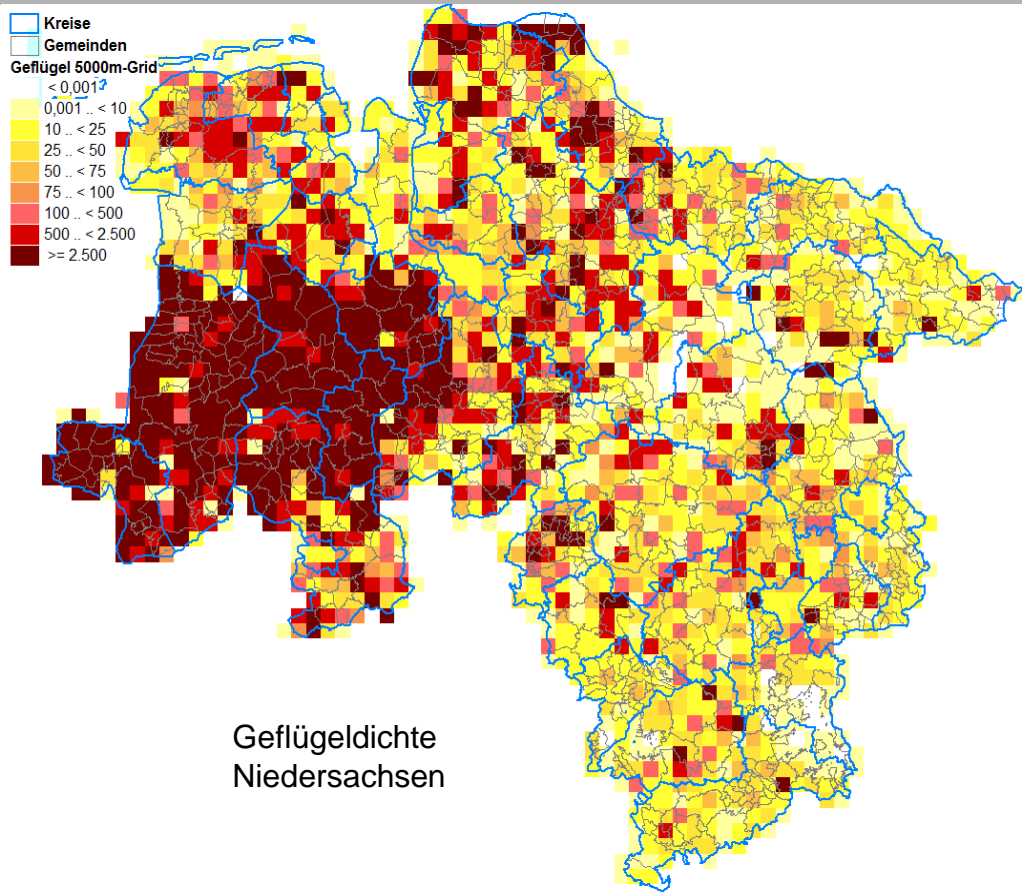 Kreise
Gemeinden
Geflügel 5000m-Grid
< 0,001
0,001 .. < 10
10 .. < 25
25 .. < 50
50 .. < 75
75 .. < 100
100 .. < 500
500 .. < 2.500
>= 2.500
Geflügeldichte
Niedersachsen